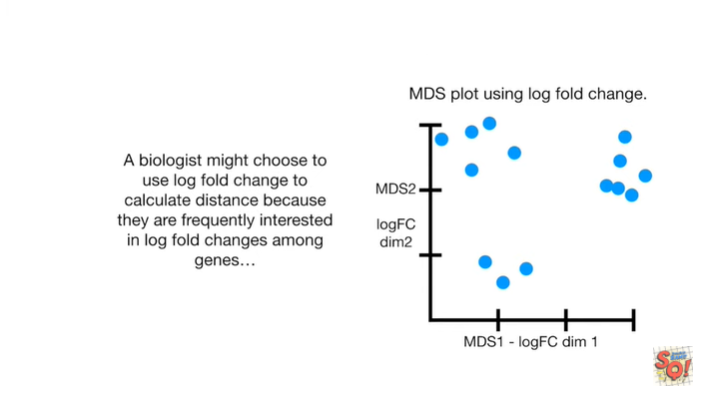 MDS plot using log fold change.
A biologist might choose to
use log fold change to
calculate distance because
they are frequently interested
in log fold changes among
genes...
MDS2
logFC
dim2
MDS1 - logFC dim 1
SQ!